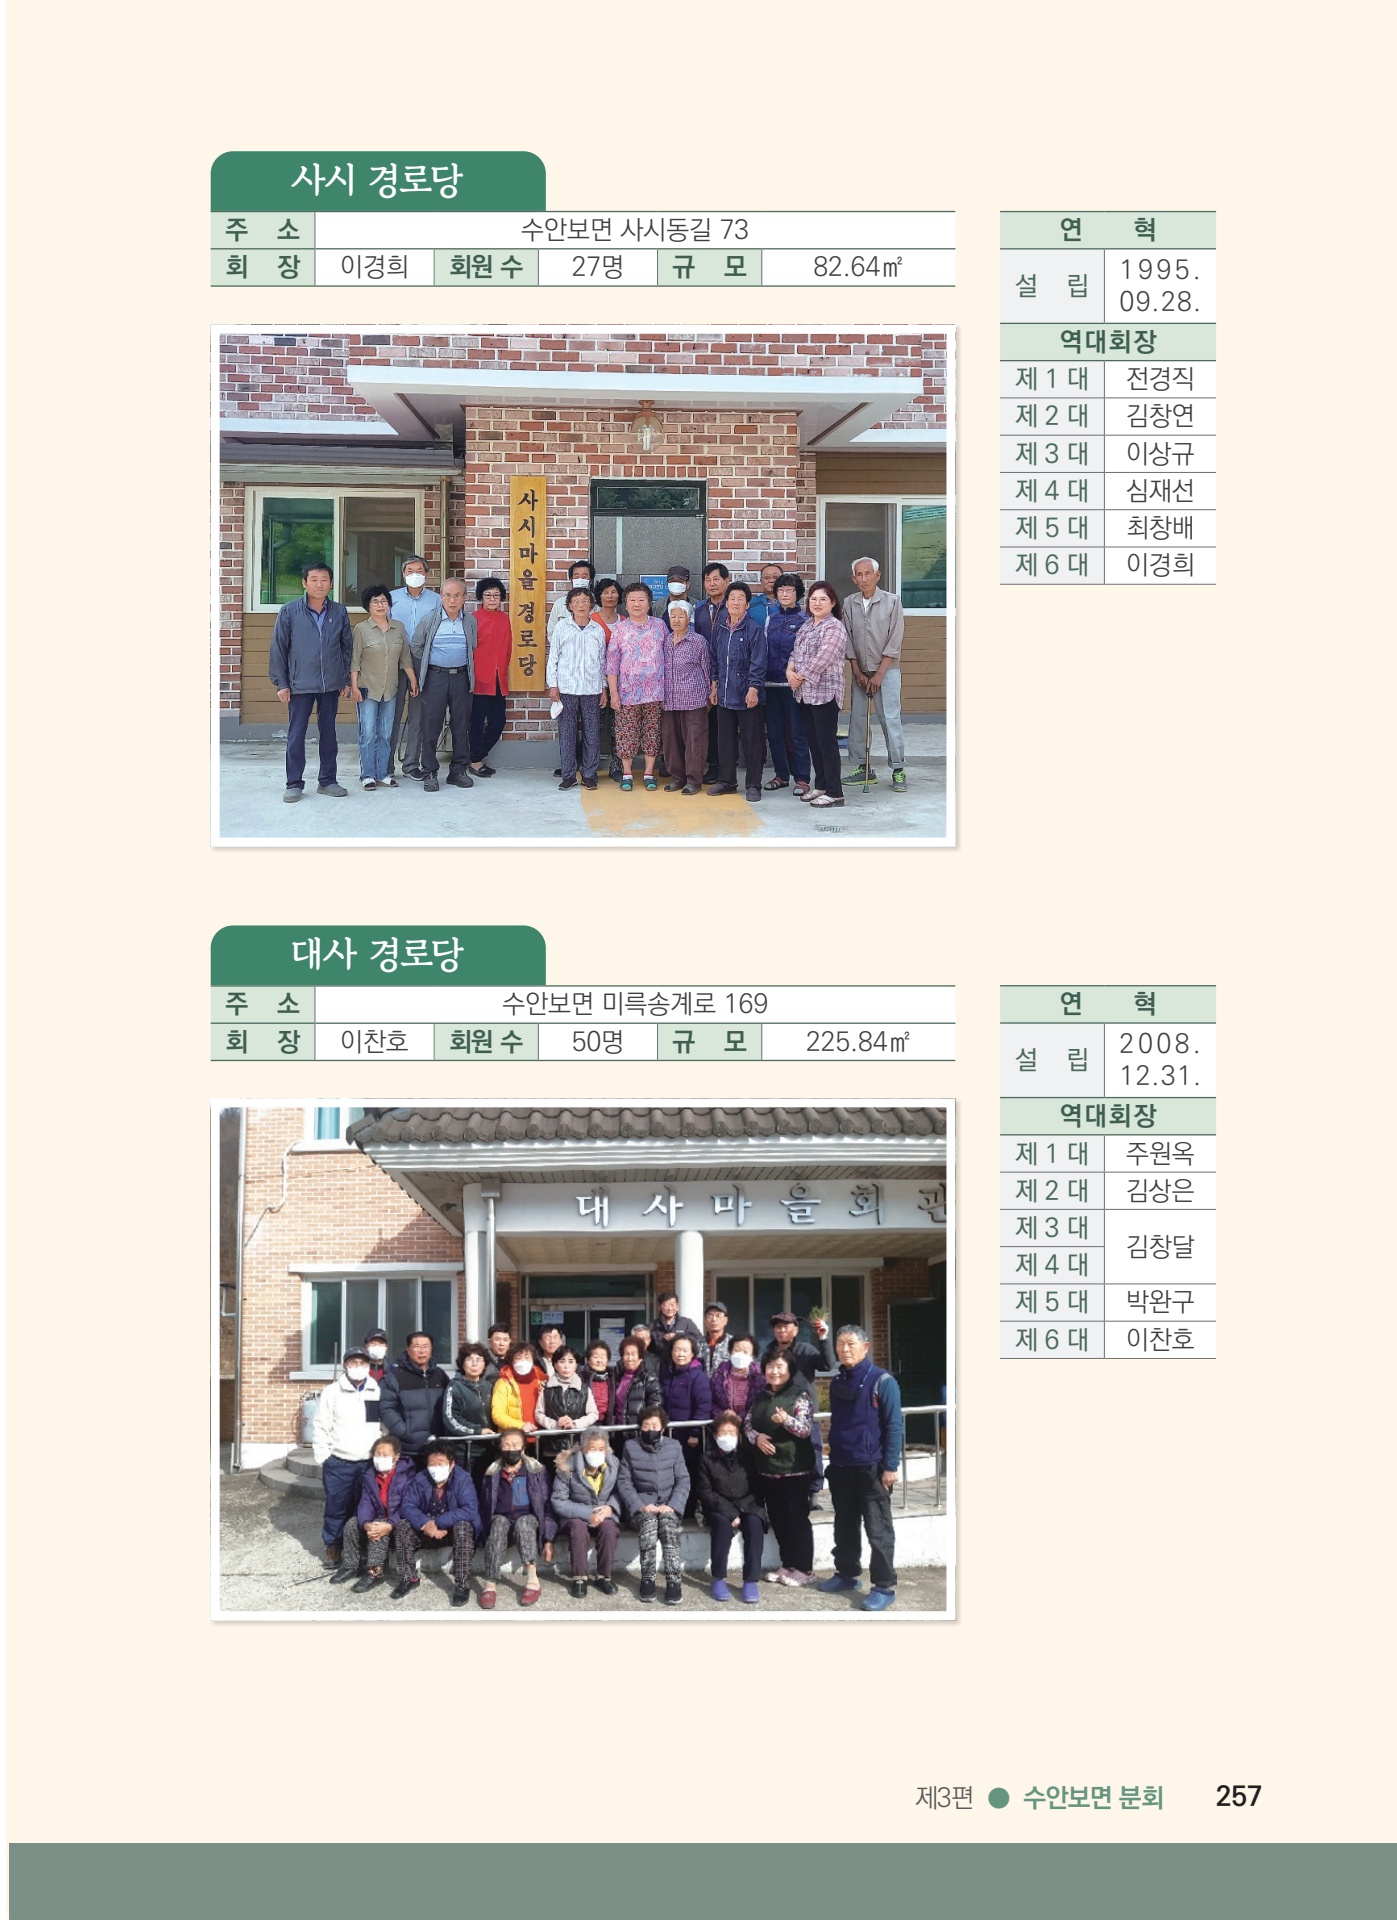 사시 경로당
주 소 수안보면 사시동길 73
회 장 이경희 회원 수 27명 규 모 82.64㎡
연 혁
설 립 1995.
09.28.
역대회장
제 1 대 전경직
제 2 대 김창연
제 3 대 이상규
제 4 대 심재선
제 5 대 최창배
제 6 대 이경희
사시마을경로당
대사 경로당
주 소 수안보면 미륵송계로 169
회 장 이찬호 회원 수 50명 규 모 225.84㎡
연 혁
설 립 2008.
12.31.
역대회장
제 1 대 주원옥
제 2 대 김상은
제 3 대 김창달
제 4 대
제 5 대 박완구
제 6 대 이찬호
대사마을회관
제3편 ● 수안보면 분회 257